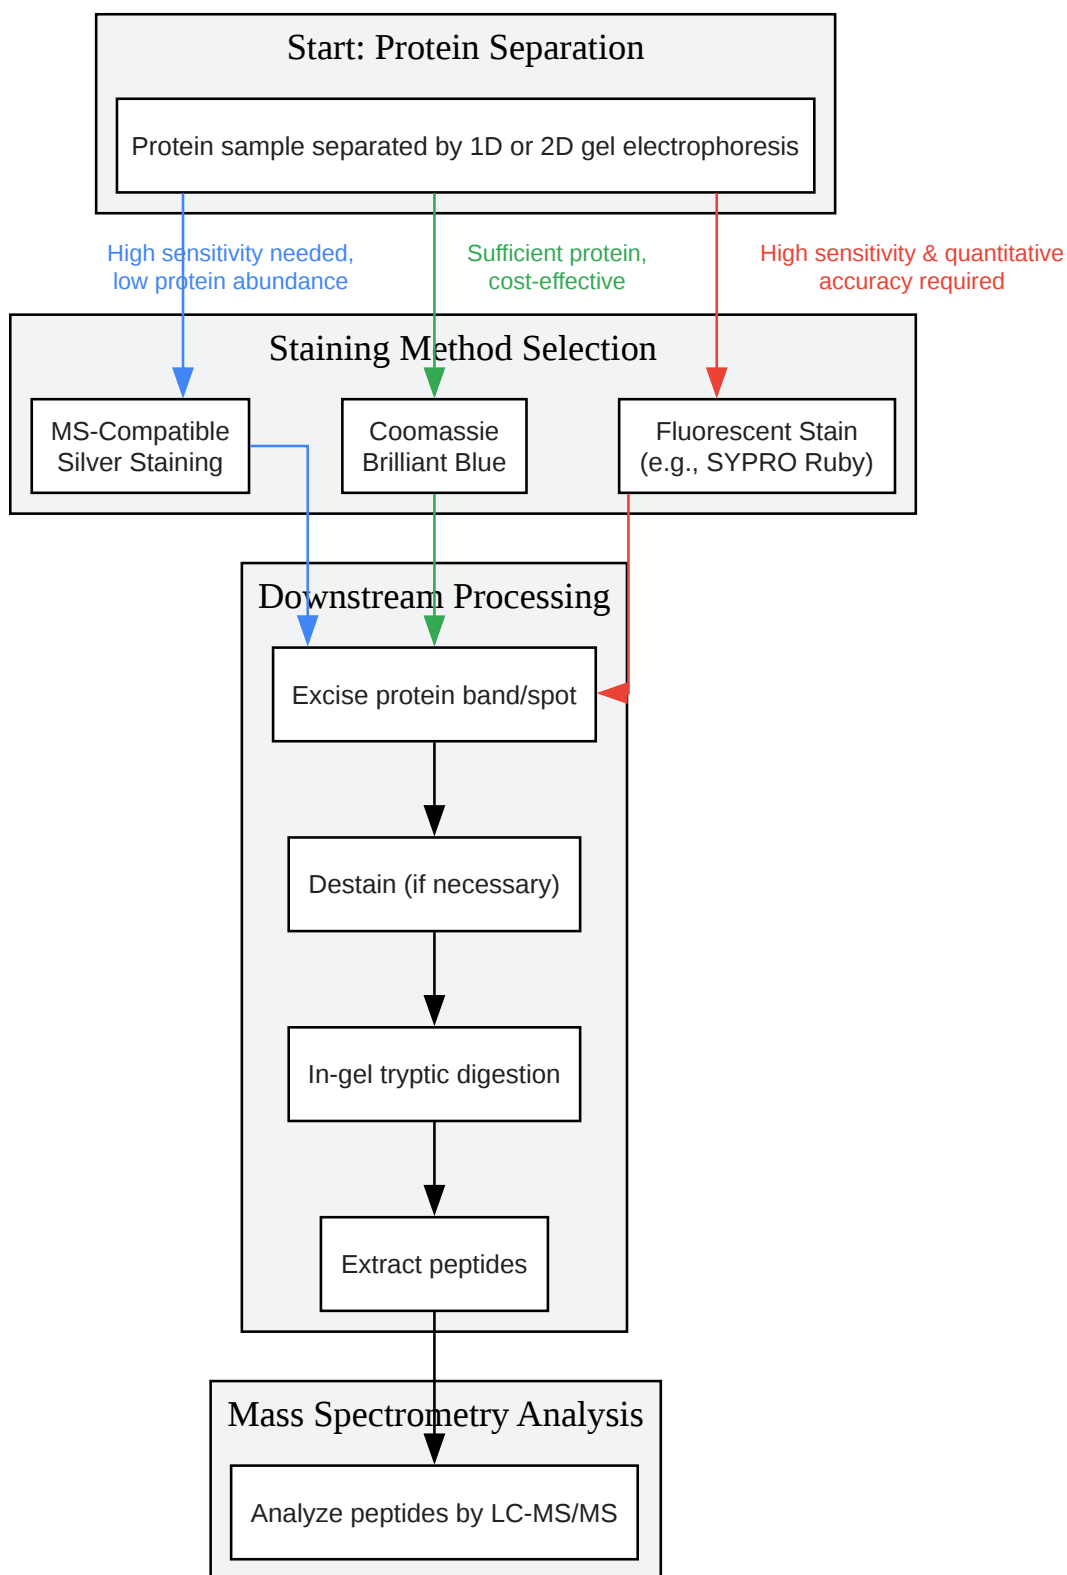 Start: Protein Separation
Protein sample separated by 1D or 2D gel electrophoresis
High sensitivity needed,
low protein abundance
Sufficient protein,
cost-effective
High sensitivity & quantitative
accuracy required
Staining Method Selection
MS-Compatible
Silver Staining
Coomassie
Brilliant Blue
Fluorescent Stain
(e.g., SYPRO Ruby)
Downstream Processing
Excise protein band/spot
Destain (if necessary)
In-gel tryptic digestion
Extract peptides
Mass Spectrometry Analysis
Analyze peptides by LC-MS/MS